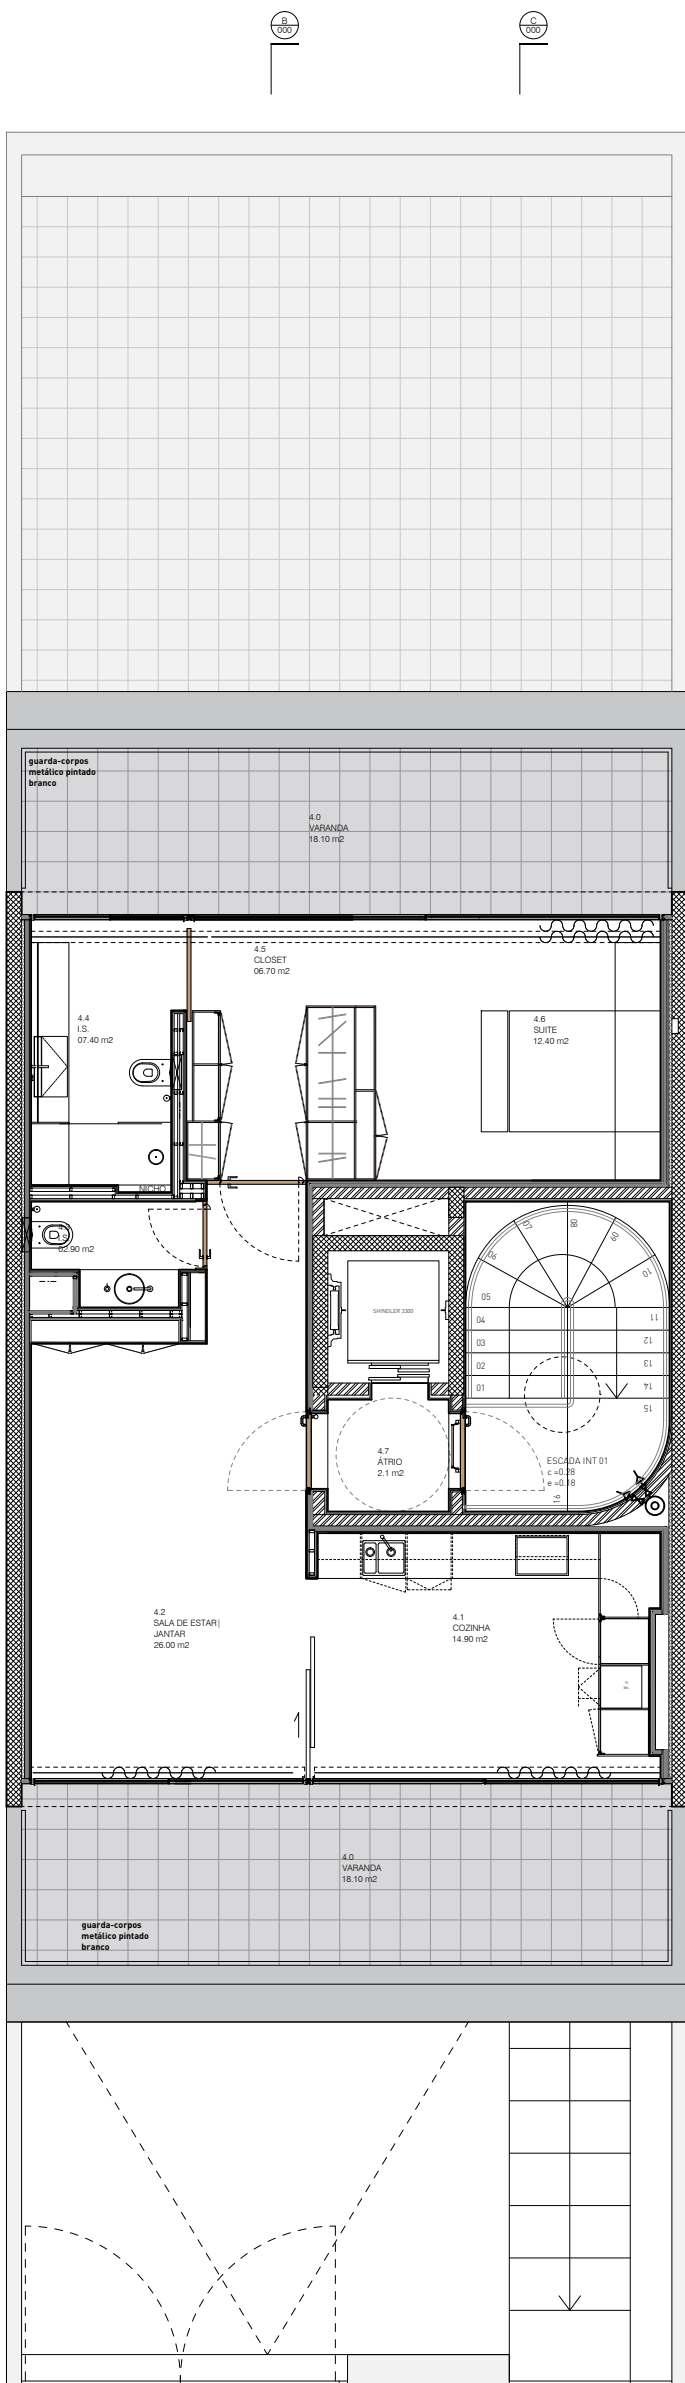 B
000
C
000
guarda-corpos
metálico pintado
branco
4.0
VARANDA
18.10 m2
4.5
CLOSET
06.70 m2
4.4
I.S.
07.40 m2
4.6
SUITE
12.40 m2
NICHO
I.S.
02.90 m2
SHINDLER 3300
07
08
09
06
10
05
04
11
03
12
02
13
01
14
15
16
4.7
ÁTRIO
2.1 m2
ESCADA INT 01
c =0.28
e =0.18
4.2
SALA DE ESTAR|
JANTAR
26.00 m2
4.1
COZINHA
14.90 m2
4.0
VARANDA
18.10 m2
guarda-corpos
metálico pintado
branco